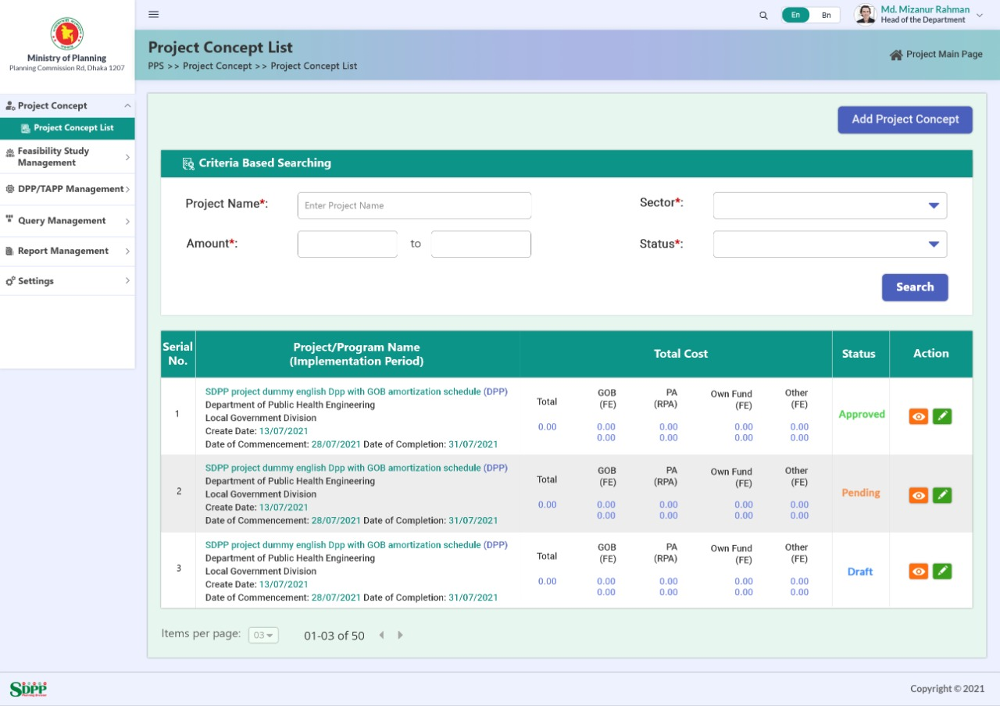 Ministry of Planning
Planning Commission Rd, Dhaka 1207
En
Bn
Md. Mizanur Rahman
Head of the Department
Project Concept List
PPS >> Project Concept >> Project Concept List
Project Main Page
Project Concept
Project Concept List
Feasibility Study
Management
DPP/TAPP Management
Query Management
Report Management
Settings
Add Project Concept
Criteria Based Searching
Project Name*:
Enter Project Name
Sector*:
Amount*:
to
Status*:
Search
Serial
No.
Project/Program Name
(Implementation Period)
Total Cost
Status
Action
1
SDPP project dummy english Dpp with GOB amortization schedule (DPP)
Department of Public Health Engineering
Local Government Division
Create Date: 13/07/2021
Date of Commencement: 28/07/2021 Date of Completion: 31/07/2021
Total GOB PA Own Fund Other
(FE) (RPA) (FE) (FE)
0.00 0.00 0.00 0.00 0.00
0.00 0.00 0.00 0.00
Approved
2
SDPP project dummy english Dpp with GOB amortization schedule (DPP)
Department of Public Health Engineering
Local Government Division
Create Date: 13/07/2021
Date of Commencement: 28/07/2021 Date of Completion: 31/07/2021
Total GOB PA Own Fund Other
(FE) (RPA) (FE) (FE)
0.00 0.00 0.00 0.00 0.00
0.00 0.00 0.00 0.00
Pending
3
SDPP project dummy english Dpp with GOB amortization schedule (DPP)
Department of Public Health Engineering
Local Government Division
Create Date: 13/07/2021
Date of Commencement: 28/07/2021 Date of Completion: 31/07/2021
Total GOB PA Own Fund Other
(FE) (RPA) (FE) (FE)
0.00 0.00 0.00 0.00 0.00
0.00 0.00 0.00 0.00
Draft
Items per page: 03
01-03 of 50
SDPP
Copyright © 2021